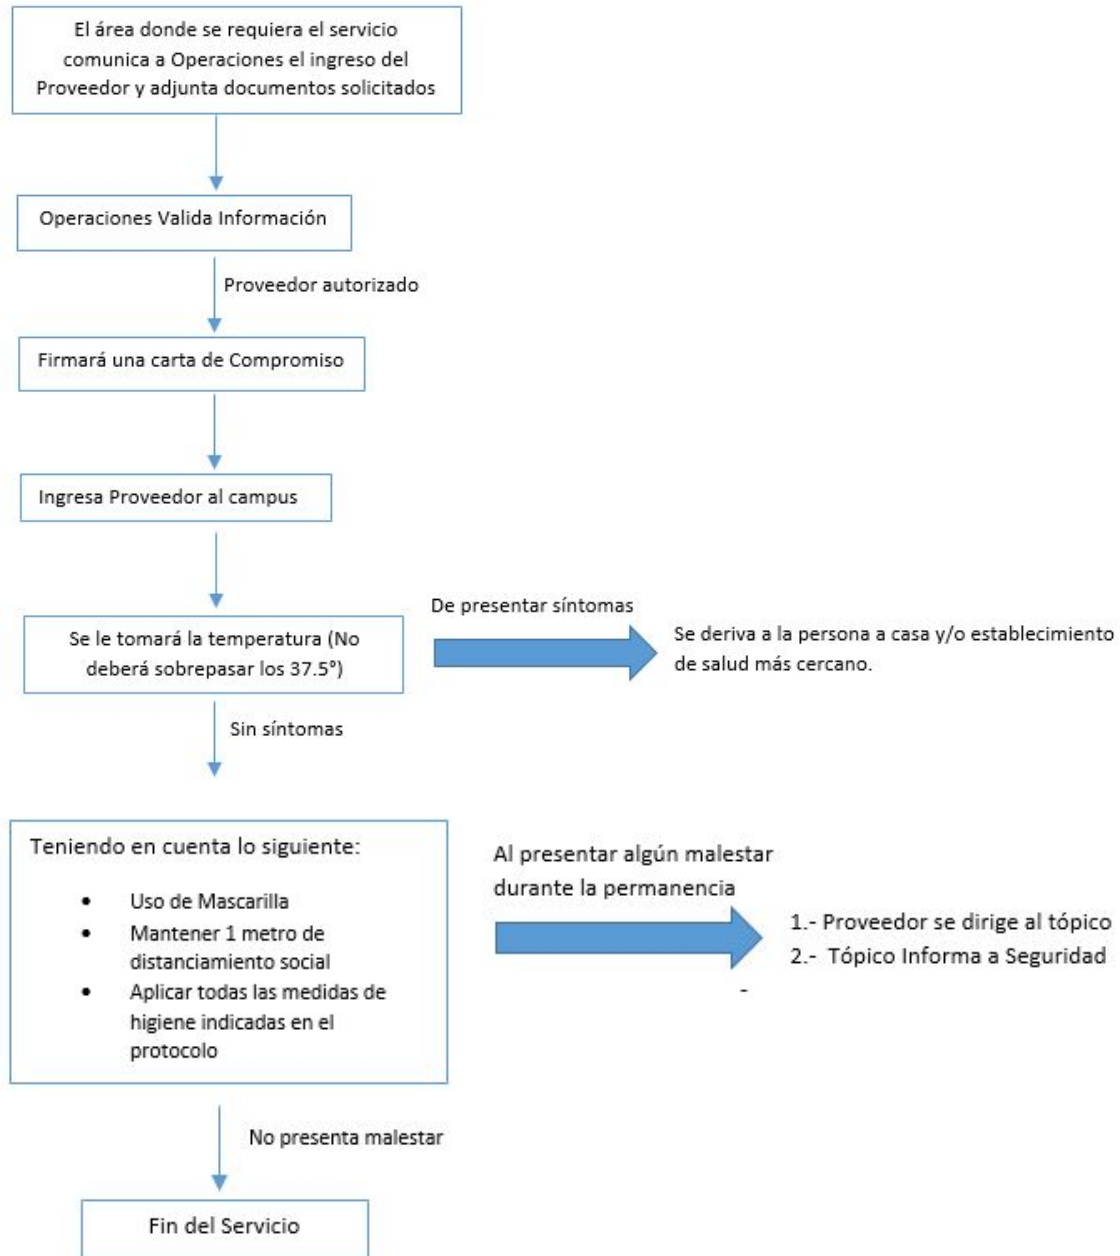 El área donde se requiera el servicio
comunica a Operaciones el ingreso del
Proveedor y adjunta documentos solicitados
Operaciones Valida Información
Proveedor autorizado
Firmará una carta de Compromiso
Ingresa Proveedor al campus
Se le tomará la temperatura (No
deberá sobrepasar los 37.5°)
De presentar síntomas
Se deriva a la persona a casa y/o establecimiento
de salud más cercano.
Sin síntomas
Teniendo en cuenta lo siguiente:
• Uso de Mascarilla
• Mantener 1 metro de
distanciamiento social
• Aplicar todas las medidas de
higiene indicadas en el
protocolo
Al presentar algún malestar
durante la permanencia
1.- Proveedor se dirige al tópico
2.- Tópico Informa a Seguridad
-
No presenta malestar
Fin del Servicio